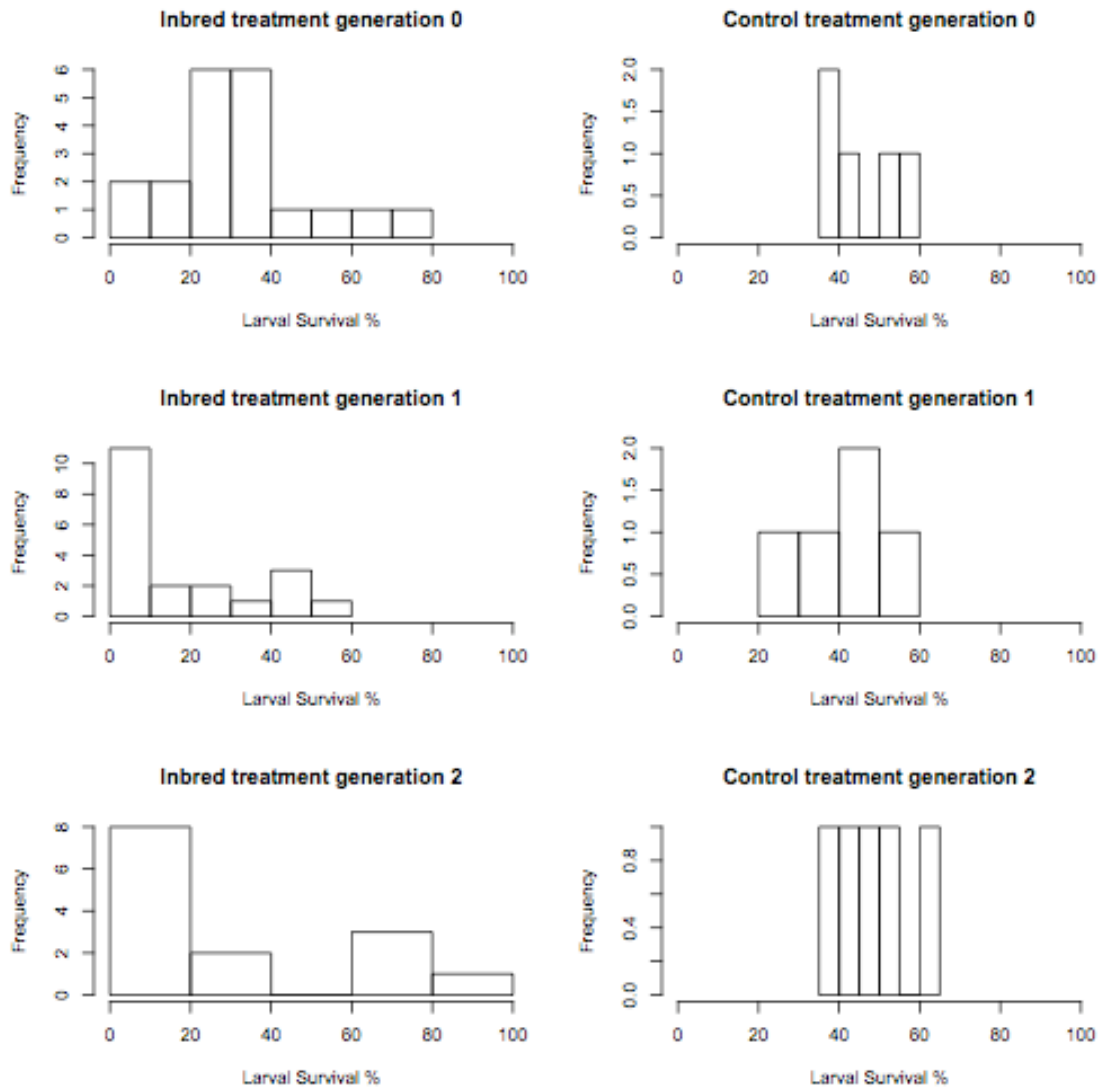 Inbred treatment generation 0
Frequency
0 1 2 3 4 5 6
0 20 40 60 80 100
Larval Survival %
Control treatment generation 0
Frequency
0.0 0.5 1.0 1.5 2.0
0 20 40 60 80 100
Larval Survival %
Inbred treatment generation 1
Frequency
0 2 4 6 8 10
0 20 40 60 80 100
Larval Survival %
Control treatment generation 1
Frequency
0.0 0.5 1.0 1.5 2.0
0 20 40 60 80 100
Larval Survival %
Inbred treatment generation 2
Frequency
0 2 4 6 8
0 20 40 60 80 100
Larval Survival %
Control treatment generation 2
Frequency
0.0 0.4 0.8
0 20 40 60 80 100
Larval Survival %